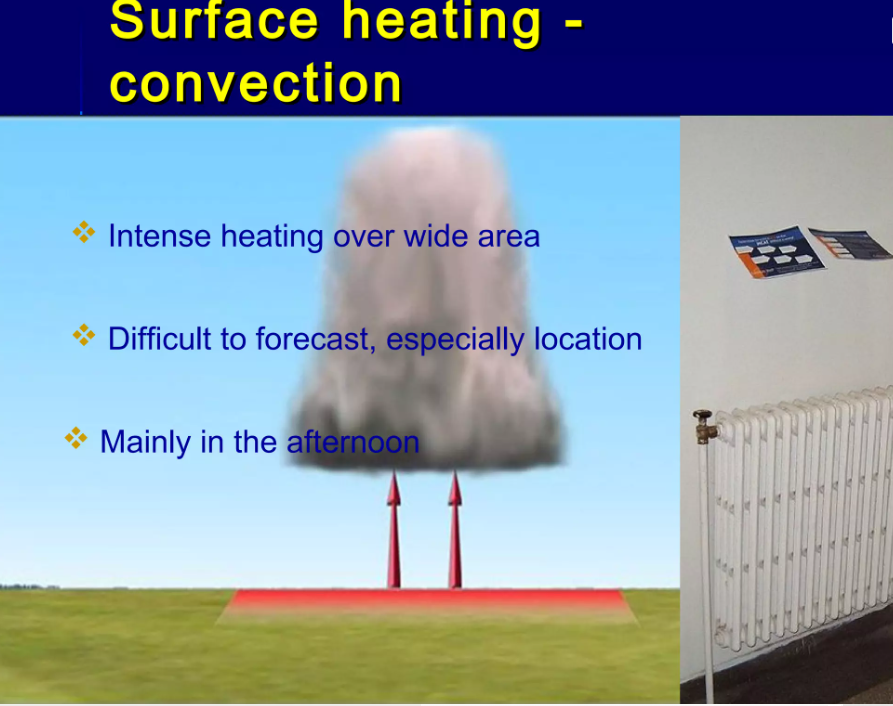 Surface heating -
convection
Intense heating over wide area
Difficult to forecast, especially location
Mainly in the afternoon